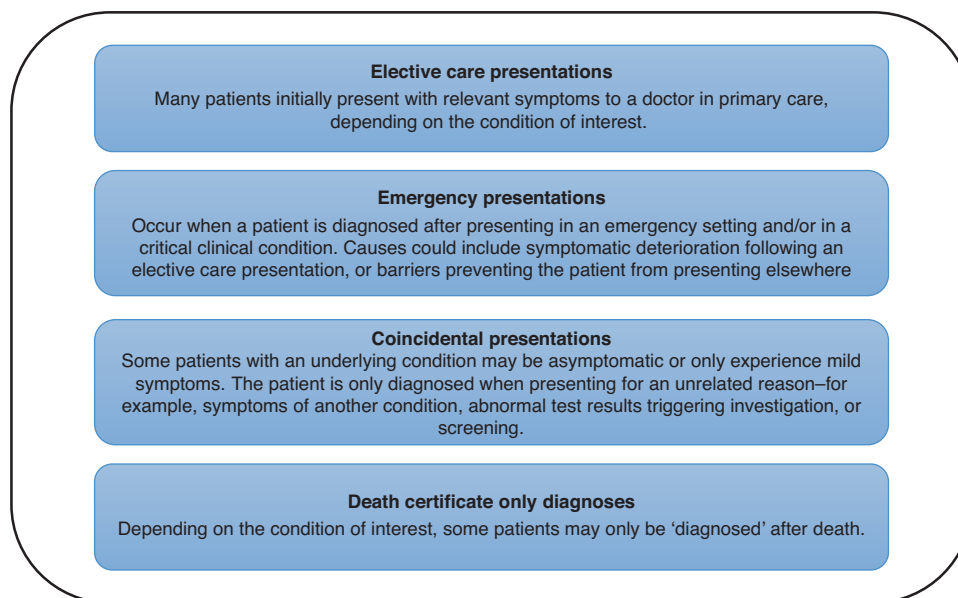 Elective care presentations
Many patients initially present with relevant symptoms to a doctor in primary care,
depending on the condition of interest.
Emergency presentations
Occur when a patient is diagnosed after presenting in an emergency setting and/or in a
critical clinical condition. Causes could include symptomatic deterioration following an
elective care presentation, or barriers preventing the patient from presenting elsewhere
Coincidental presentations
Some patients with an underlying condition may be asymptomatic or only experience mild
symptoms. The patient is only diagnosed when presenting for an unrelated reason–for
example, symptoms of another condition, abnormal test results triggering investigation, or
screening.
Death certificate only diagnoses
Depending on the condition of interest, some patients may only be ‘diagnosed’ after death.